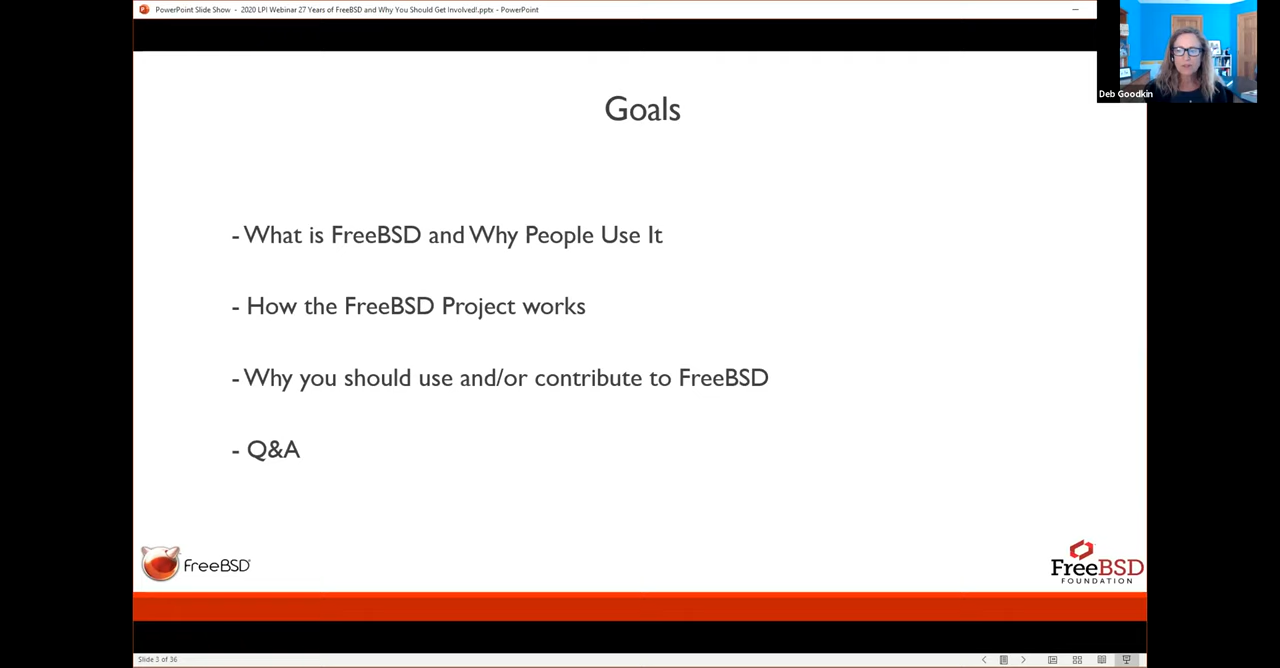 PowerPoint Slide Show - 2020 LPI Webinar 27 Years of FreeBSD and Why You Should Get Involved!.pptx - PowerPoint
Deb Goodkin
Goals
- What is FreeBSD and Why People Use It
- How the FreeBSD Project works
- Why you should use and/or contribute to FreeBSD
- Q&A
FreeBSD®
FreeBSD
FOUNDATION
Slide 3 of 36